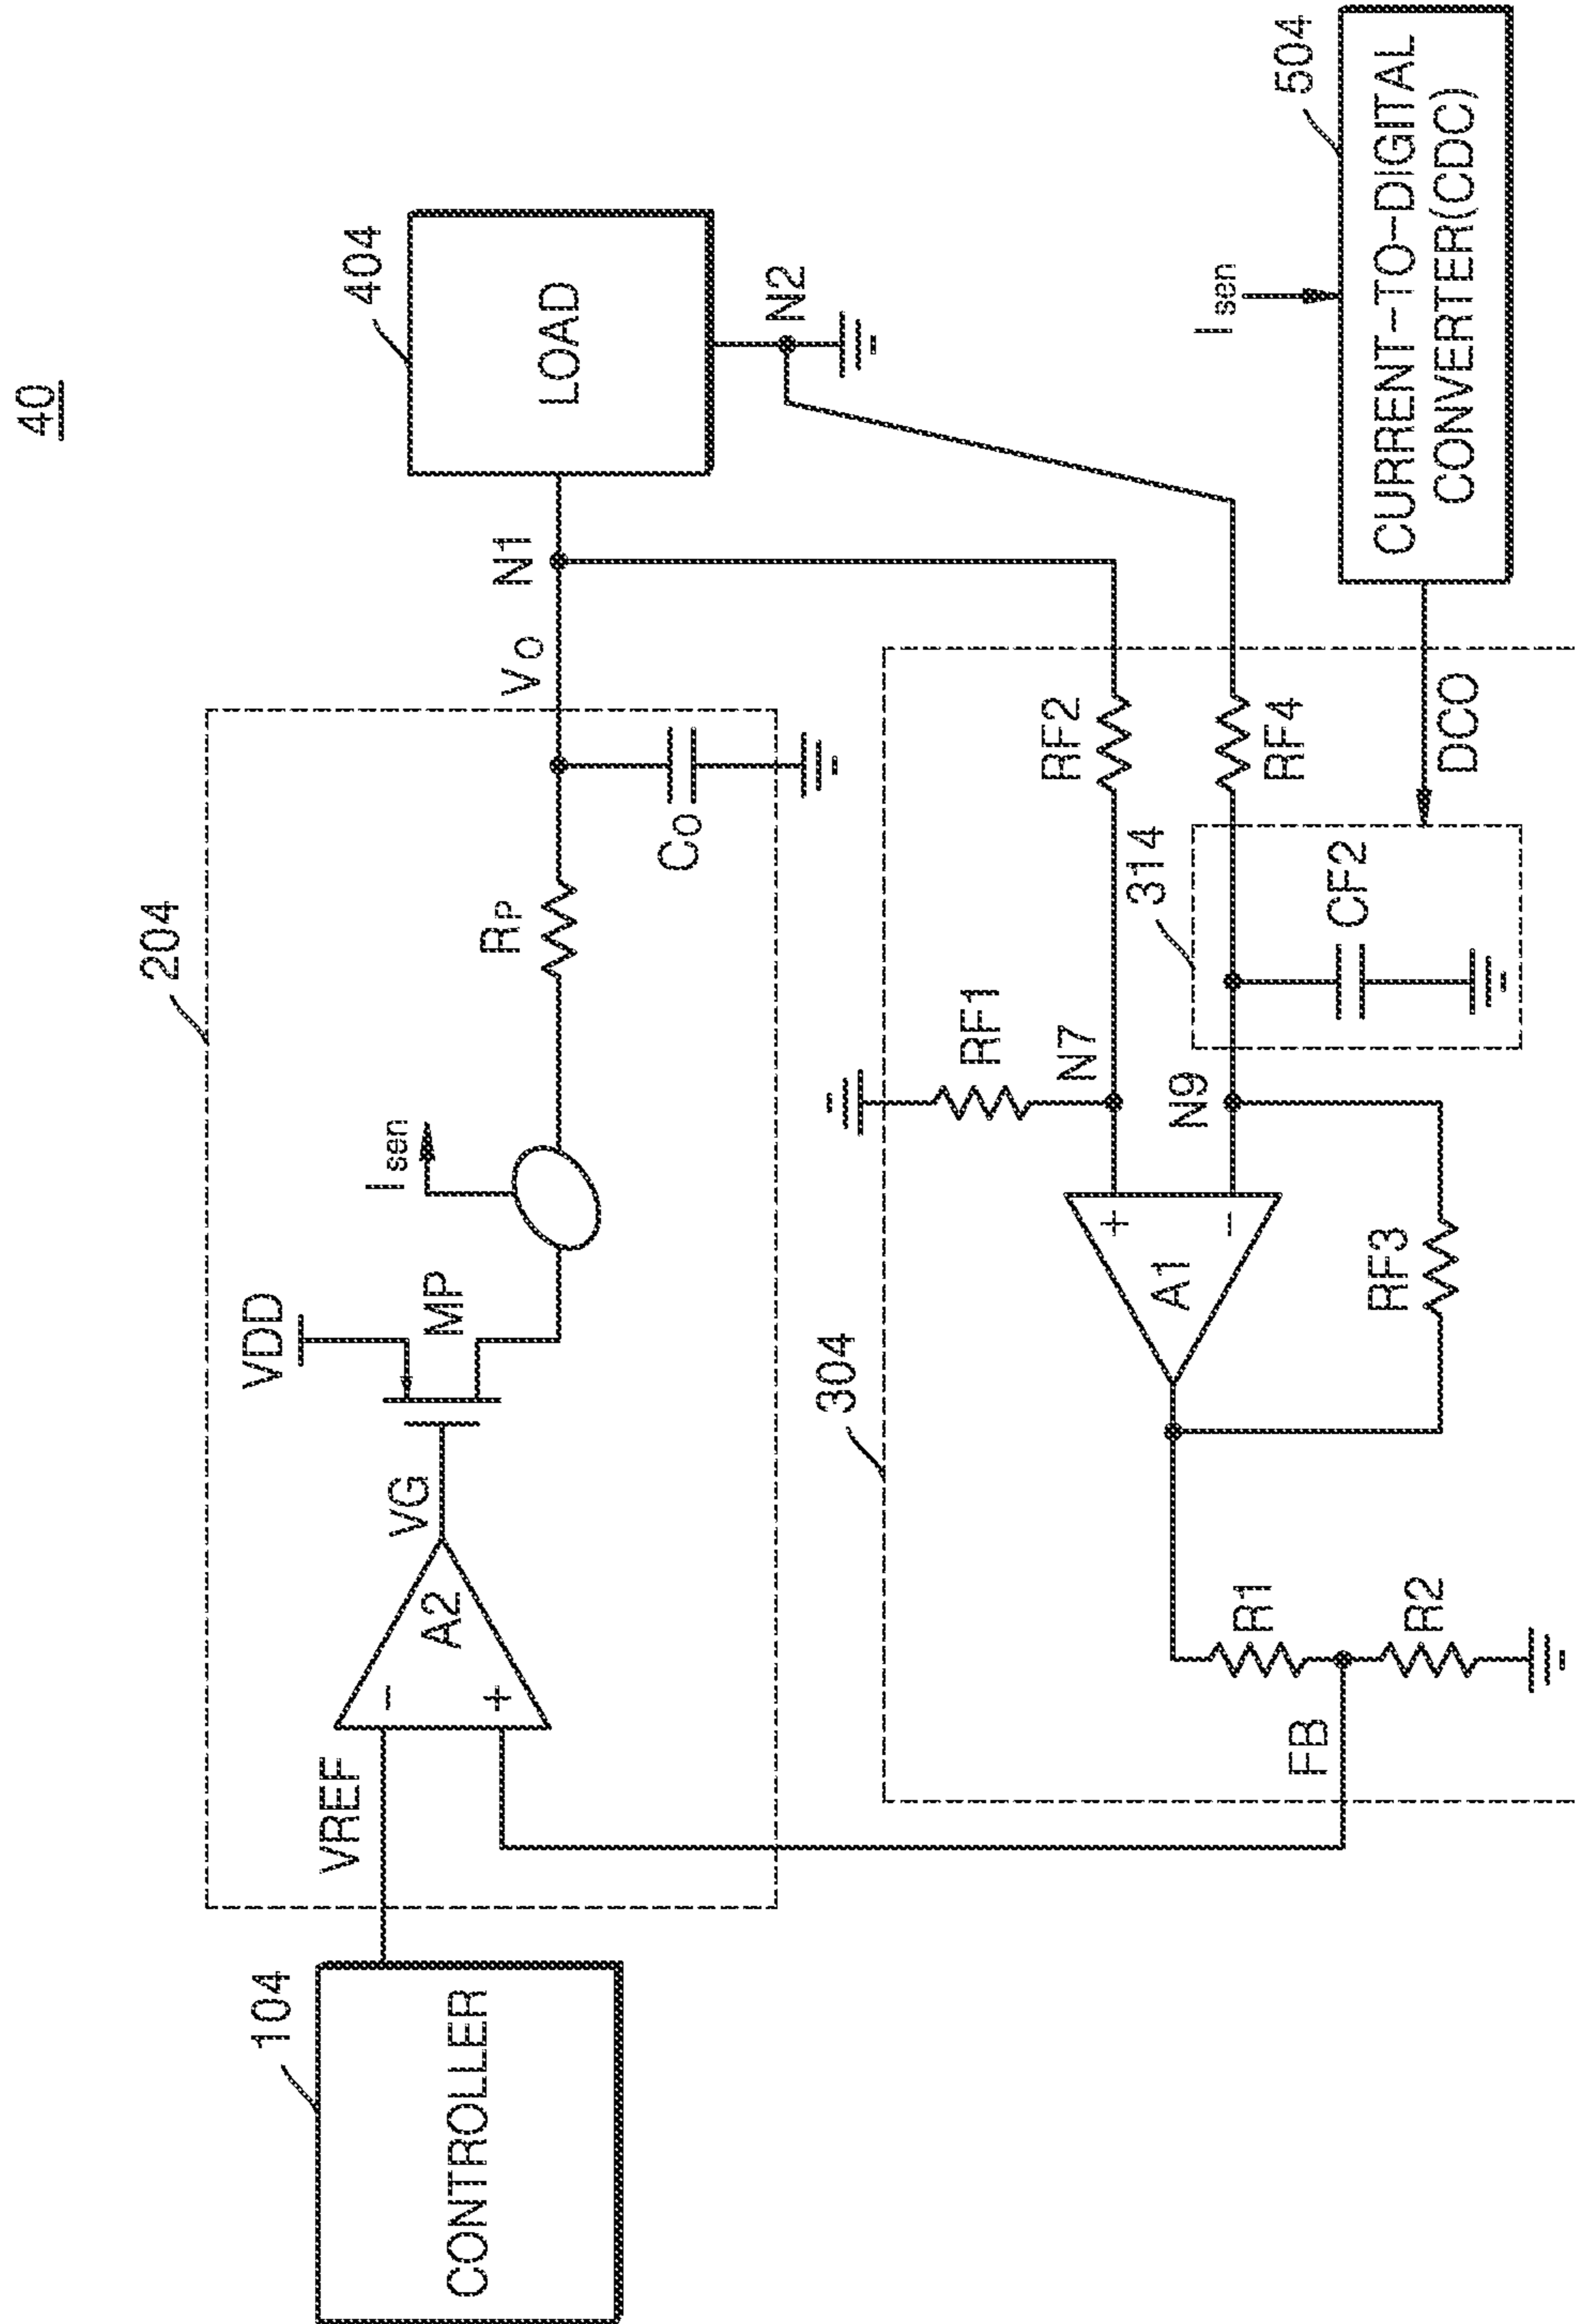 40
104
CONTROLLER
VREF
204
A2
−
+
VG
VDD
MP
Isen
RP
CO
VO
N1
404
LOAD
N2
304
FB
R1
R2
A1
+
−
RF3
RF1
N7
N9
314
CF2
RF2
RF4
DCO
Isen
504
CURRENT-TO-DIGITAL
CONVERTER(CDC)